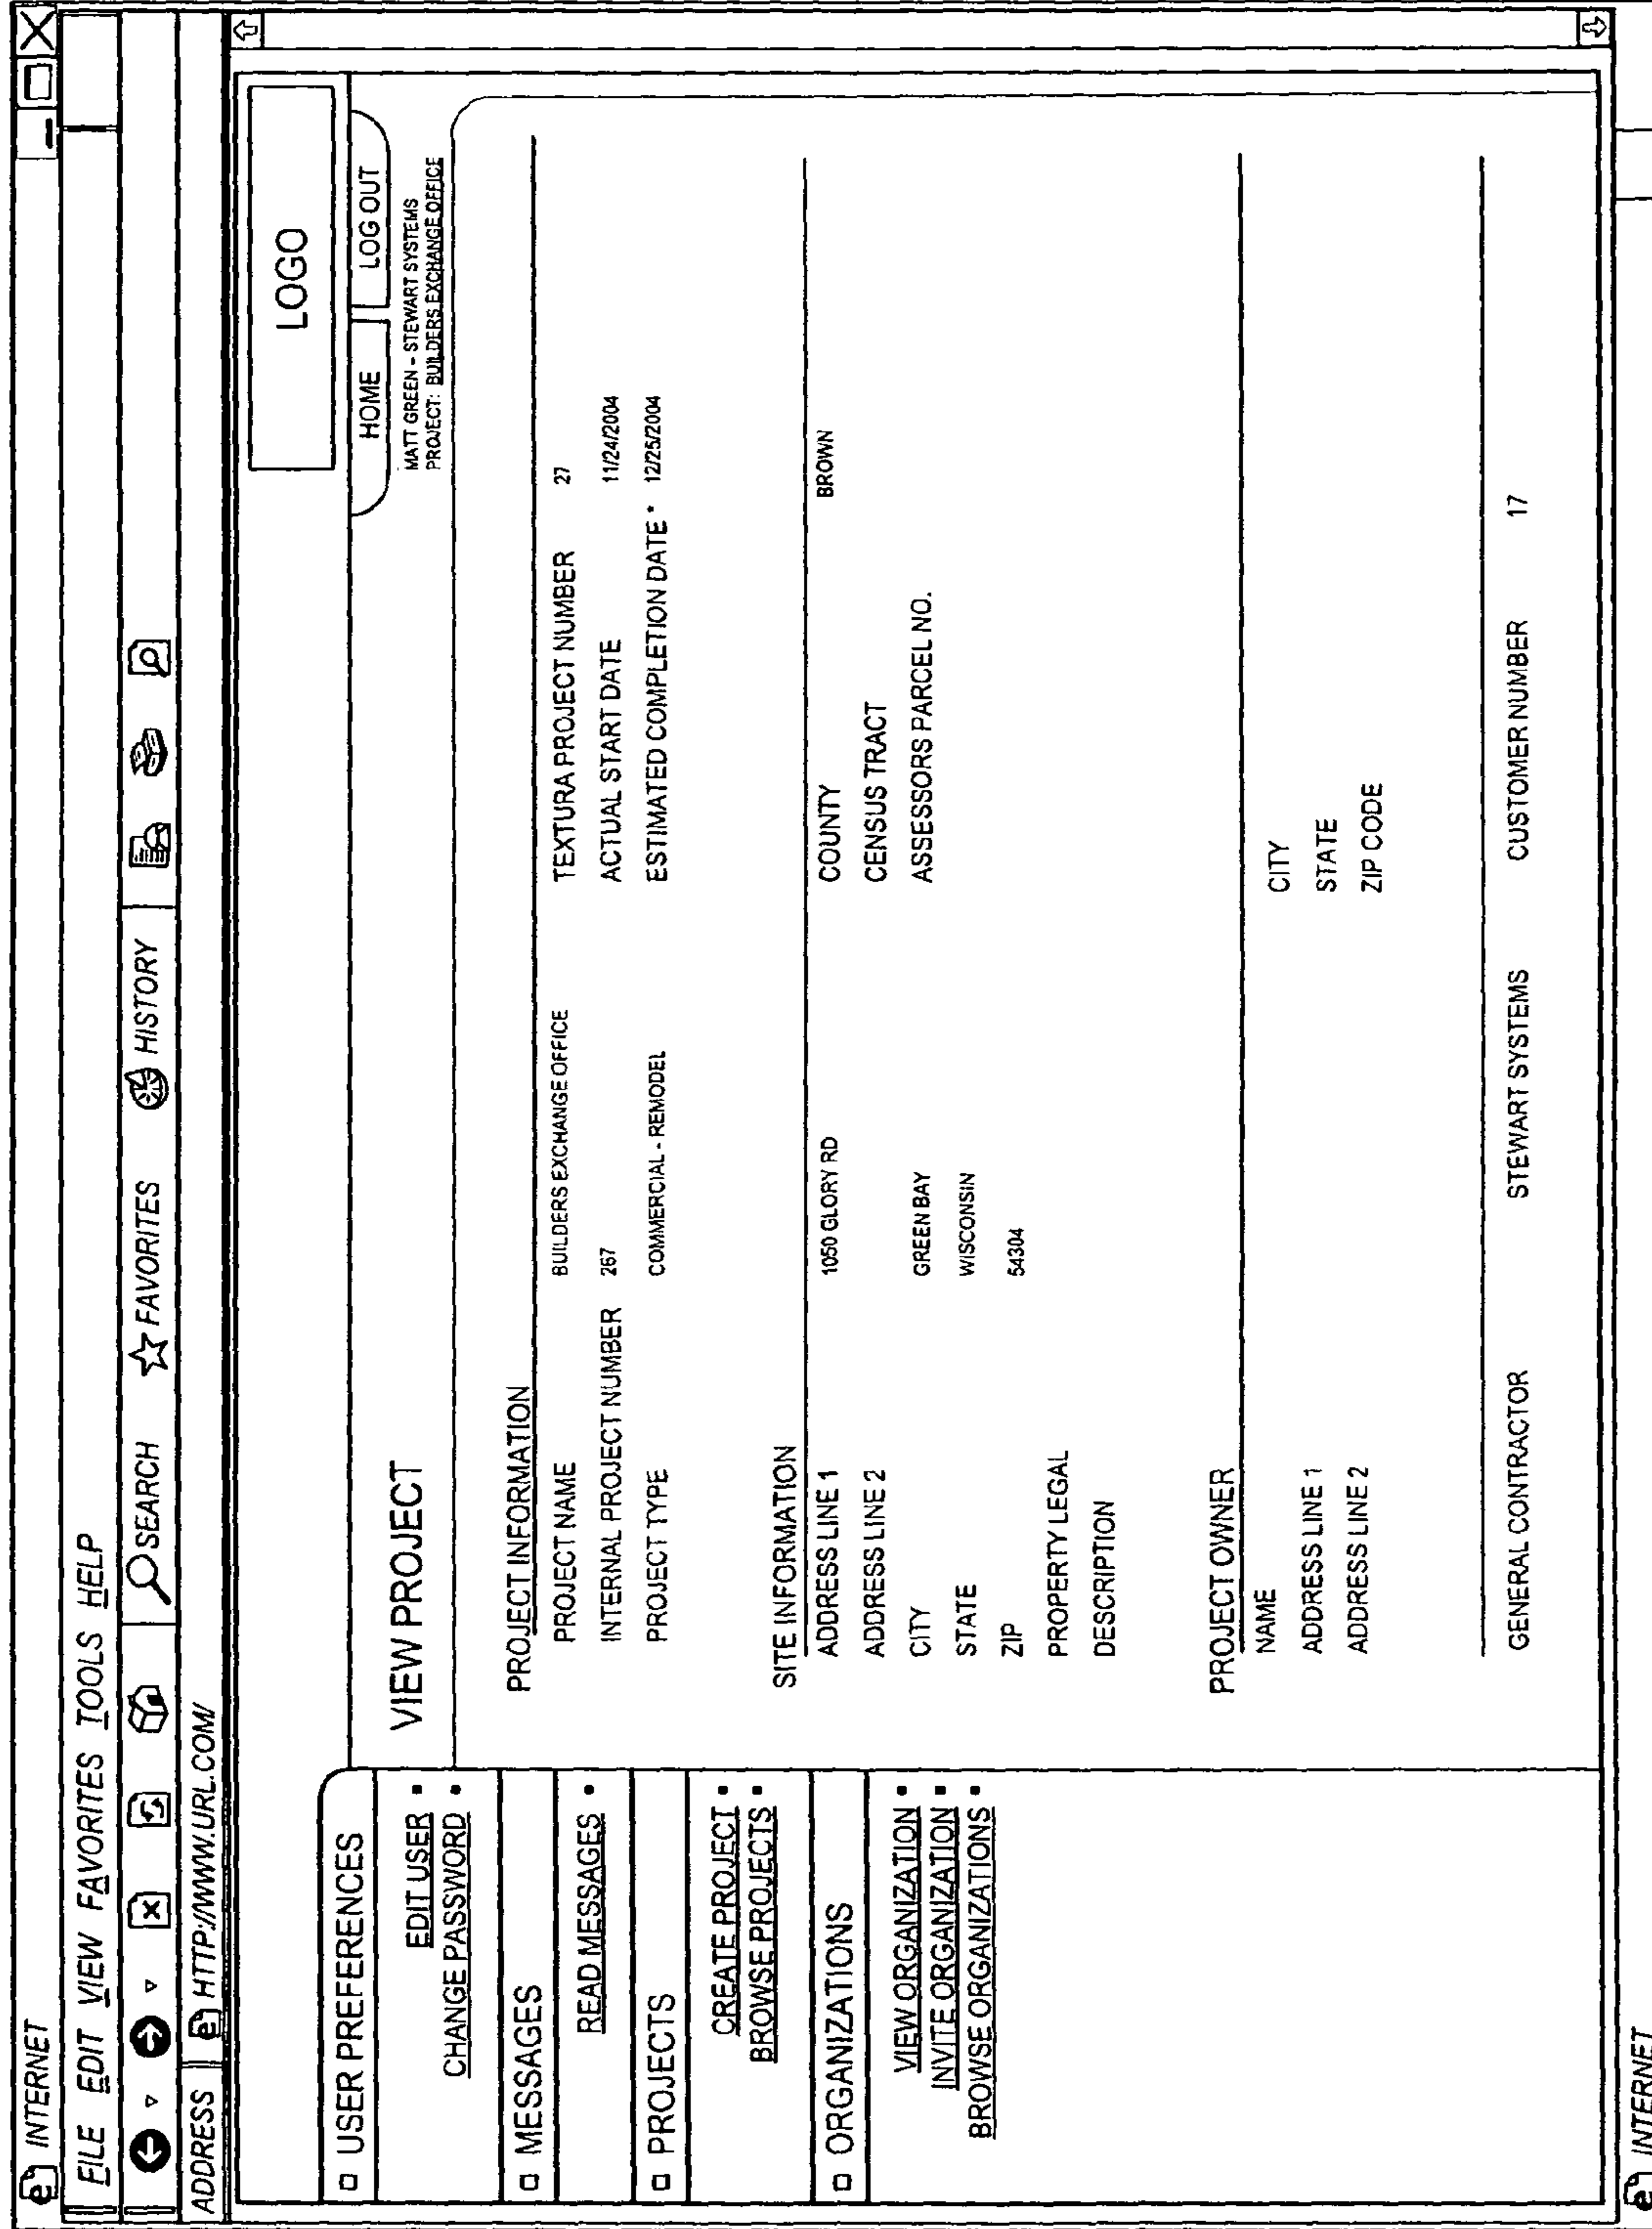 INTERNET
FILE EDIT VIEW FAVORITES TOOLS HELP
SEARCH FAVORITES HISTORY
ADDRESS HTTP://WWW.URL.COM/
LOGO
HOME LOG OUT
MATT GREEN - STEWART SYSTEMS
PROJECT: BUILDERS EXCHANGE OFFICE
USER PREFERENCES
EDIT USER
CHANGE PASSWORD
MESSAGES
READ MESSAGES
PROJECTS
CREATE PROJECT
BROWSE PROJECTS
ORGANIZATIONS
VIEW ORGANIZATION
INVITE ORGANIZATION
BROWSE ORGANIZATIONS
VIEW PROJECT
PROJECT INFORMATION
PROJECT NAME BUILDERS EXCHANGE OFFICE TEXTURA PROJECT NUMBER 27
INTERNAL PROJECT NUMBER 267 ACTUAL START DATE 11/24/2004
PROJECT TYPE COMMERCIAL - REMODEL ESTIMATED COMPLETION DATE * 12/25/2004
SITE INFORMATION
ADDRESS LINE 1 1050 GLORY RD COUNTY BROWN
ADDRESS LINE 2 CENSUS TRACT
CITY GREEN BAY ASSESSORS PARCEL NO.
STATE WISCONSIN
ZIP 54304
PROPERTY LEGAL
DESCRIPTION
PROJECT OWNER
NAME CITY
ADDRESS LINE 1 STATE
ADDRESS LINE 2 ZIP CODE
GENERAL CONTRACTOR STEWART SYSTEMS CUSTOMER NUMBER 17
INTERNET